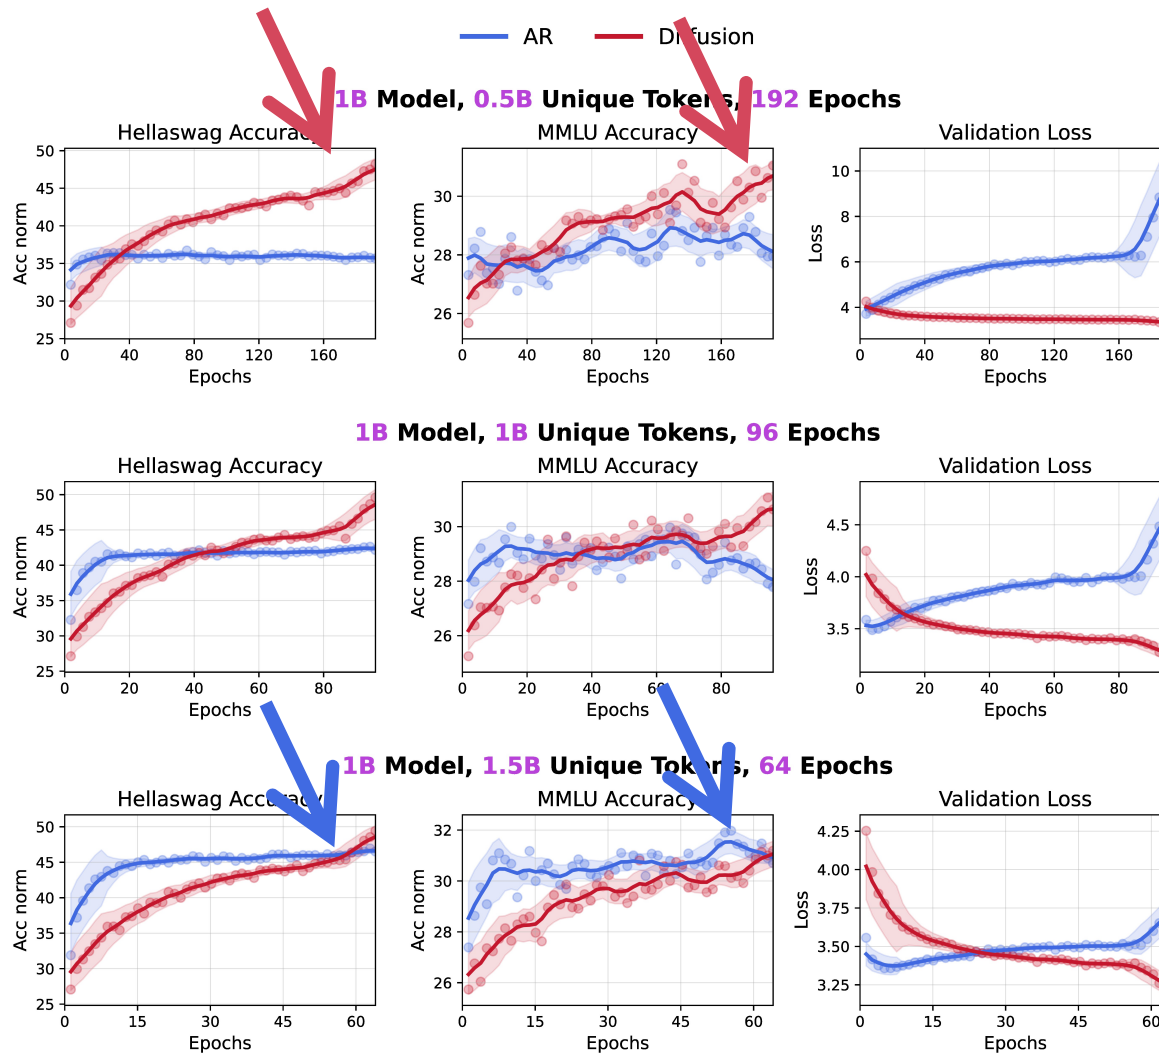 AR Diffusion
1B Model, 0.5B Unique Tokens, 192 Epochs
Hellaswag Accuracy
MMLU Accuracy
Validation Loss
Acc norm
50
45
40
35
30
25
0 40 80 120 160
Epochs
Acc norm
30
28
26
0 40 80 120 160
Epochs
Loss
10
8
6
4
0 40 80 120 160
Epochs
1B Model, 1B Unique Tokens, 96 Epochs
Hellaswag Accuracy
MMLU Accuracy
Validation Loss
Acc norm
50
45
40
35
30
25
0 20 40 60 80
Epochs
Acc norm
30
28
26
0 20 40 60 80
Epochs
Loss
4.5
4.0
3.5
0 20 40 60 80
Epochs
1B Model, 1.5B Unique Tokens, 64 Epochs
Hellaswag Accuracy
MMLU Accuracy
Validation Loss
Acc norm
50
45
40
35
30
25
0 15 30 45 60
Epochs
Acc norm
32
30
28
26
0 15 30 45 60
Epochs
Loss
4.25
4.00
3.75
3.50
3.25
0 15 30 45 60
Epochs